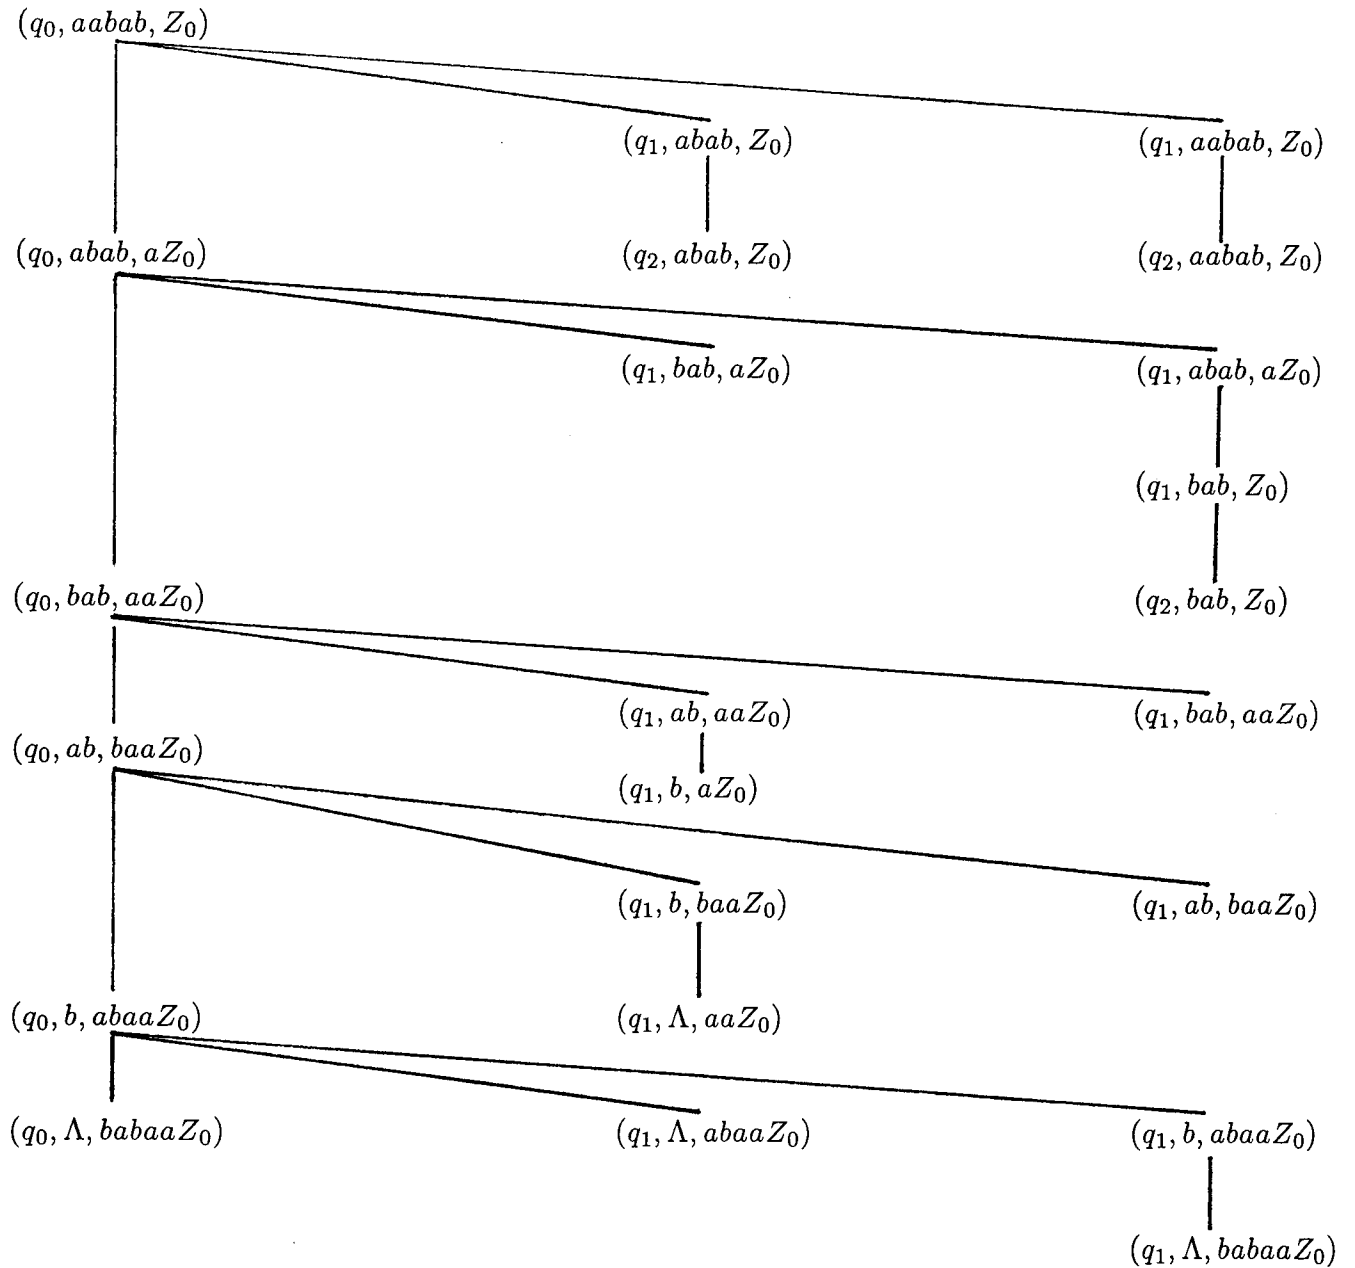 (q₀, aabab, Z₀)
(q₁, abab, Z₀) (q₁, aabab, Z₀)
(q₀, abab, aZ₀) (q₂, abab, Z₀) (q₂, aabab, Z₀)
(q₁, bab, aZ₀) (q₁, abab, aZ₀)
(q₁, bab, Z₀)
(q₀, bab, aaZ₀) (q₂, bab, Z₀)
(q₁, ab, aaZ₀) (q₁, bab, aaZ₀)
(q₀, ab, baaZ₀)
(q₁, b, aZ₀)
(q₁, b, baaZ₀) (q₁, ab, baaZ₀)
(q₀, b, abaaZ₀) (q₁, Λ, aaZ₀)
(q₀, Λ, babaaZ₀) (q₁, Λ, abaaZ₀) (q₁, b, abaaZ₀)
(q₁, Λ, babaaZ₀)